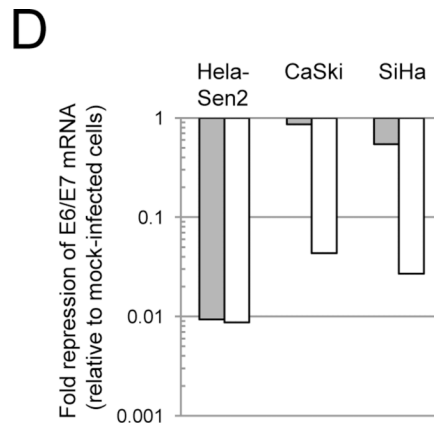 D
Hela-
Sen2
CaSki
SiHa
Fold repression of E6/E7 mRNA
(relative to mock-infected cells)
1
0.1
0.01
0.001